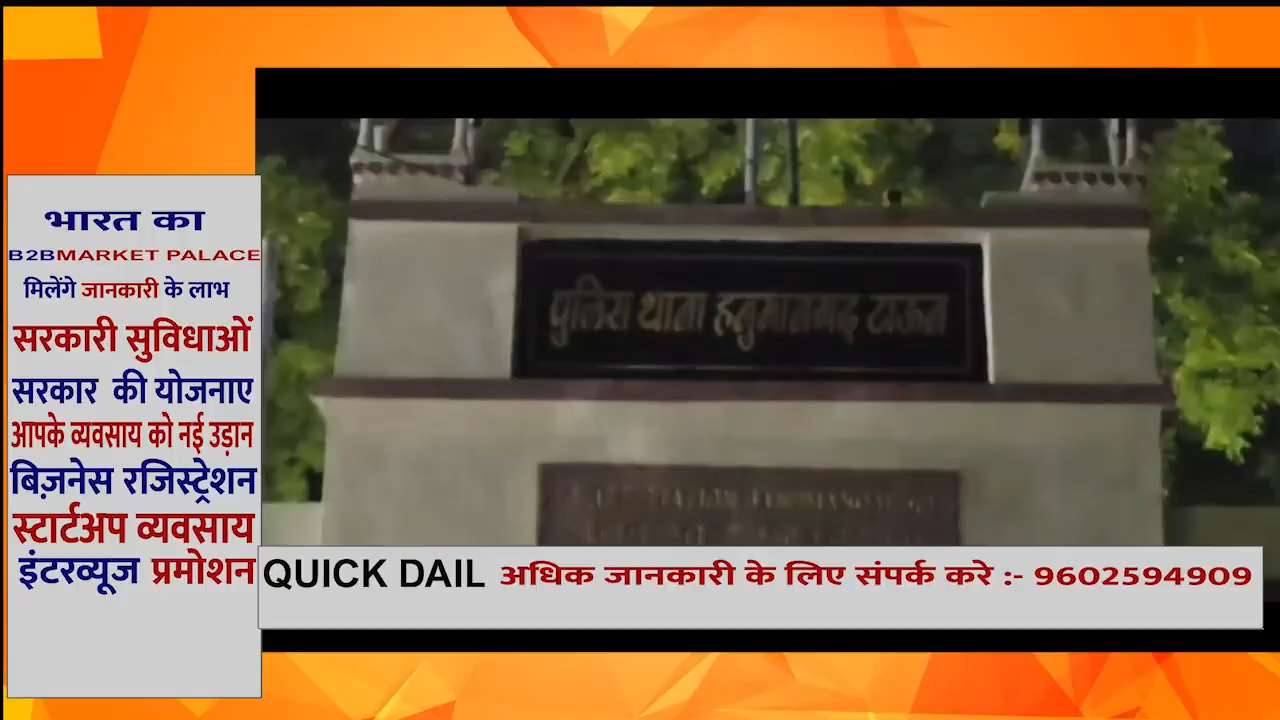 भारत का
B2BMARKET PALACE
मिलेंगे जानकारी के लाभ
सरकारी सुविधाओं
सरकार की योजनाए
आपके व्यवसाय को नई उड़ान
बिज़नेस रजिस्ट्रेशन
स्टार्टअप व्यवसाय
इंटरव्यूज प्रमोशन
पुलिस थाना हनुमानगढ़ टाऊन
QUICK DAIL अधिक जानकारी के लिए संपर्क करे :- 9602594909